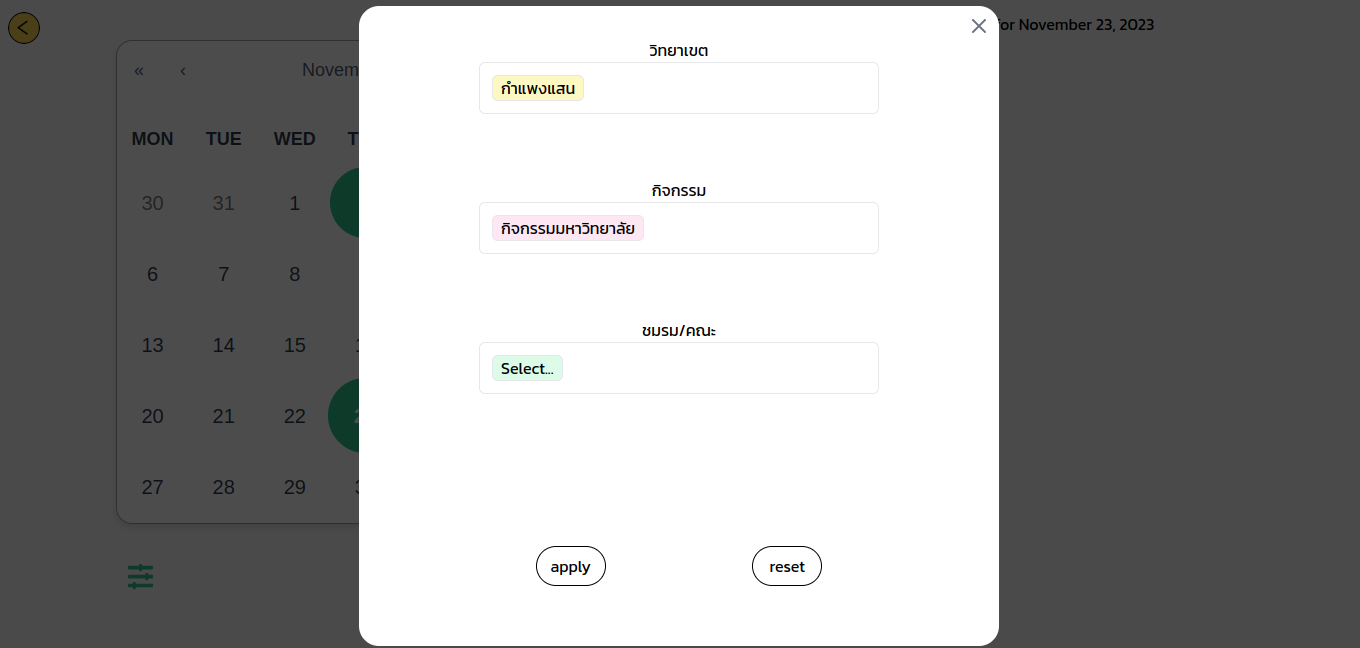 for November 23, 2023
« ‹ Novem
MON TUE WED T
30 31 1
6 7 8
13 14 15 1
20 21 22 2
27 28 29 3
วิทยาเขต
กำแพงแสน
กิจกรรม
กิจกรรมมหาวิทยาลัย
ชมรม/คณะ
Select...
apply reset